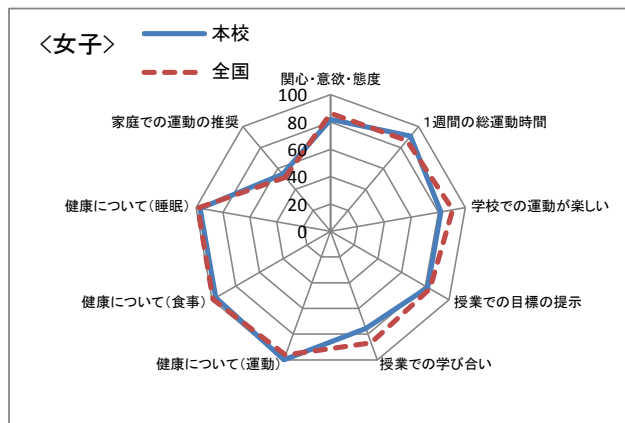 <女子>
本校
全国
関心・意欲・態度
1週間の総運動時間
学校での運動が楽しい
授業での目標の提示
授業での学び合い
健康について(運動)
健康について(食事)
健康について(睡眠)
家庭での運動の推奨
100
80
60
40
20
0